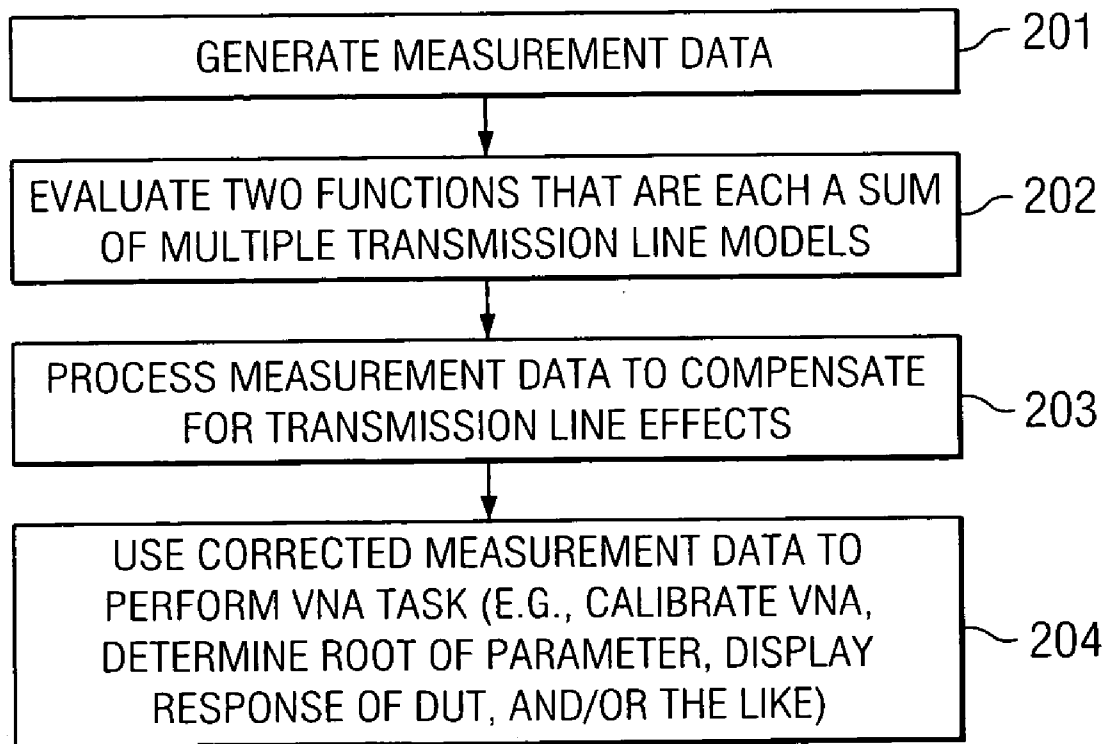 GENERATE MEASUREMENT DATA
201
EVALUATE TWO FUNCTIONS THAT ARE EACH A SUM
OF MULTIPLE TRANSMISSION LINE MODELS
202
PROCESS MEASUREMENT DATA TO COMPENSATE
FOR TRANSMISSION LINE EFFECTS
203
USE CORRECTED MEASUREMENT DATA TO
PERFORM VNA TASK (E.G., CALIBRATE VNA,
DETERMINE ROOT OF PARAMETER, DISPLAY
RESPONSE OF DUT, AND/OR THE LIKE)
204